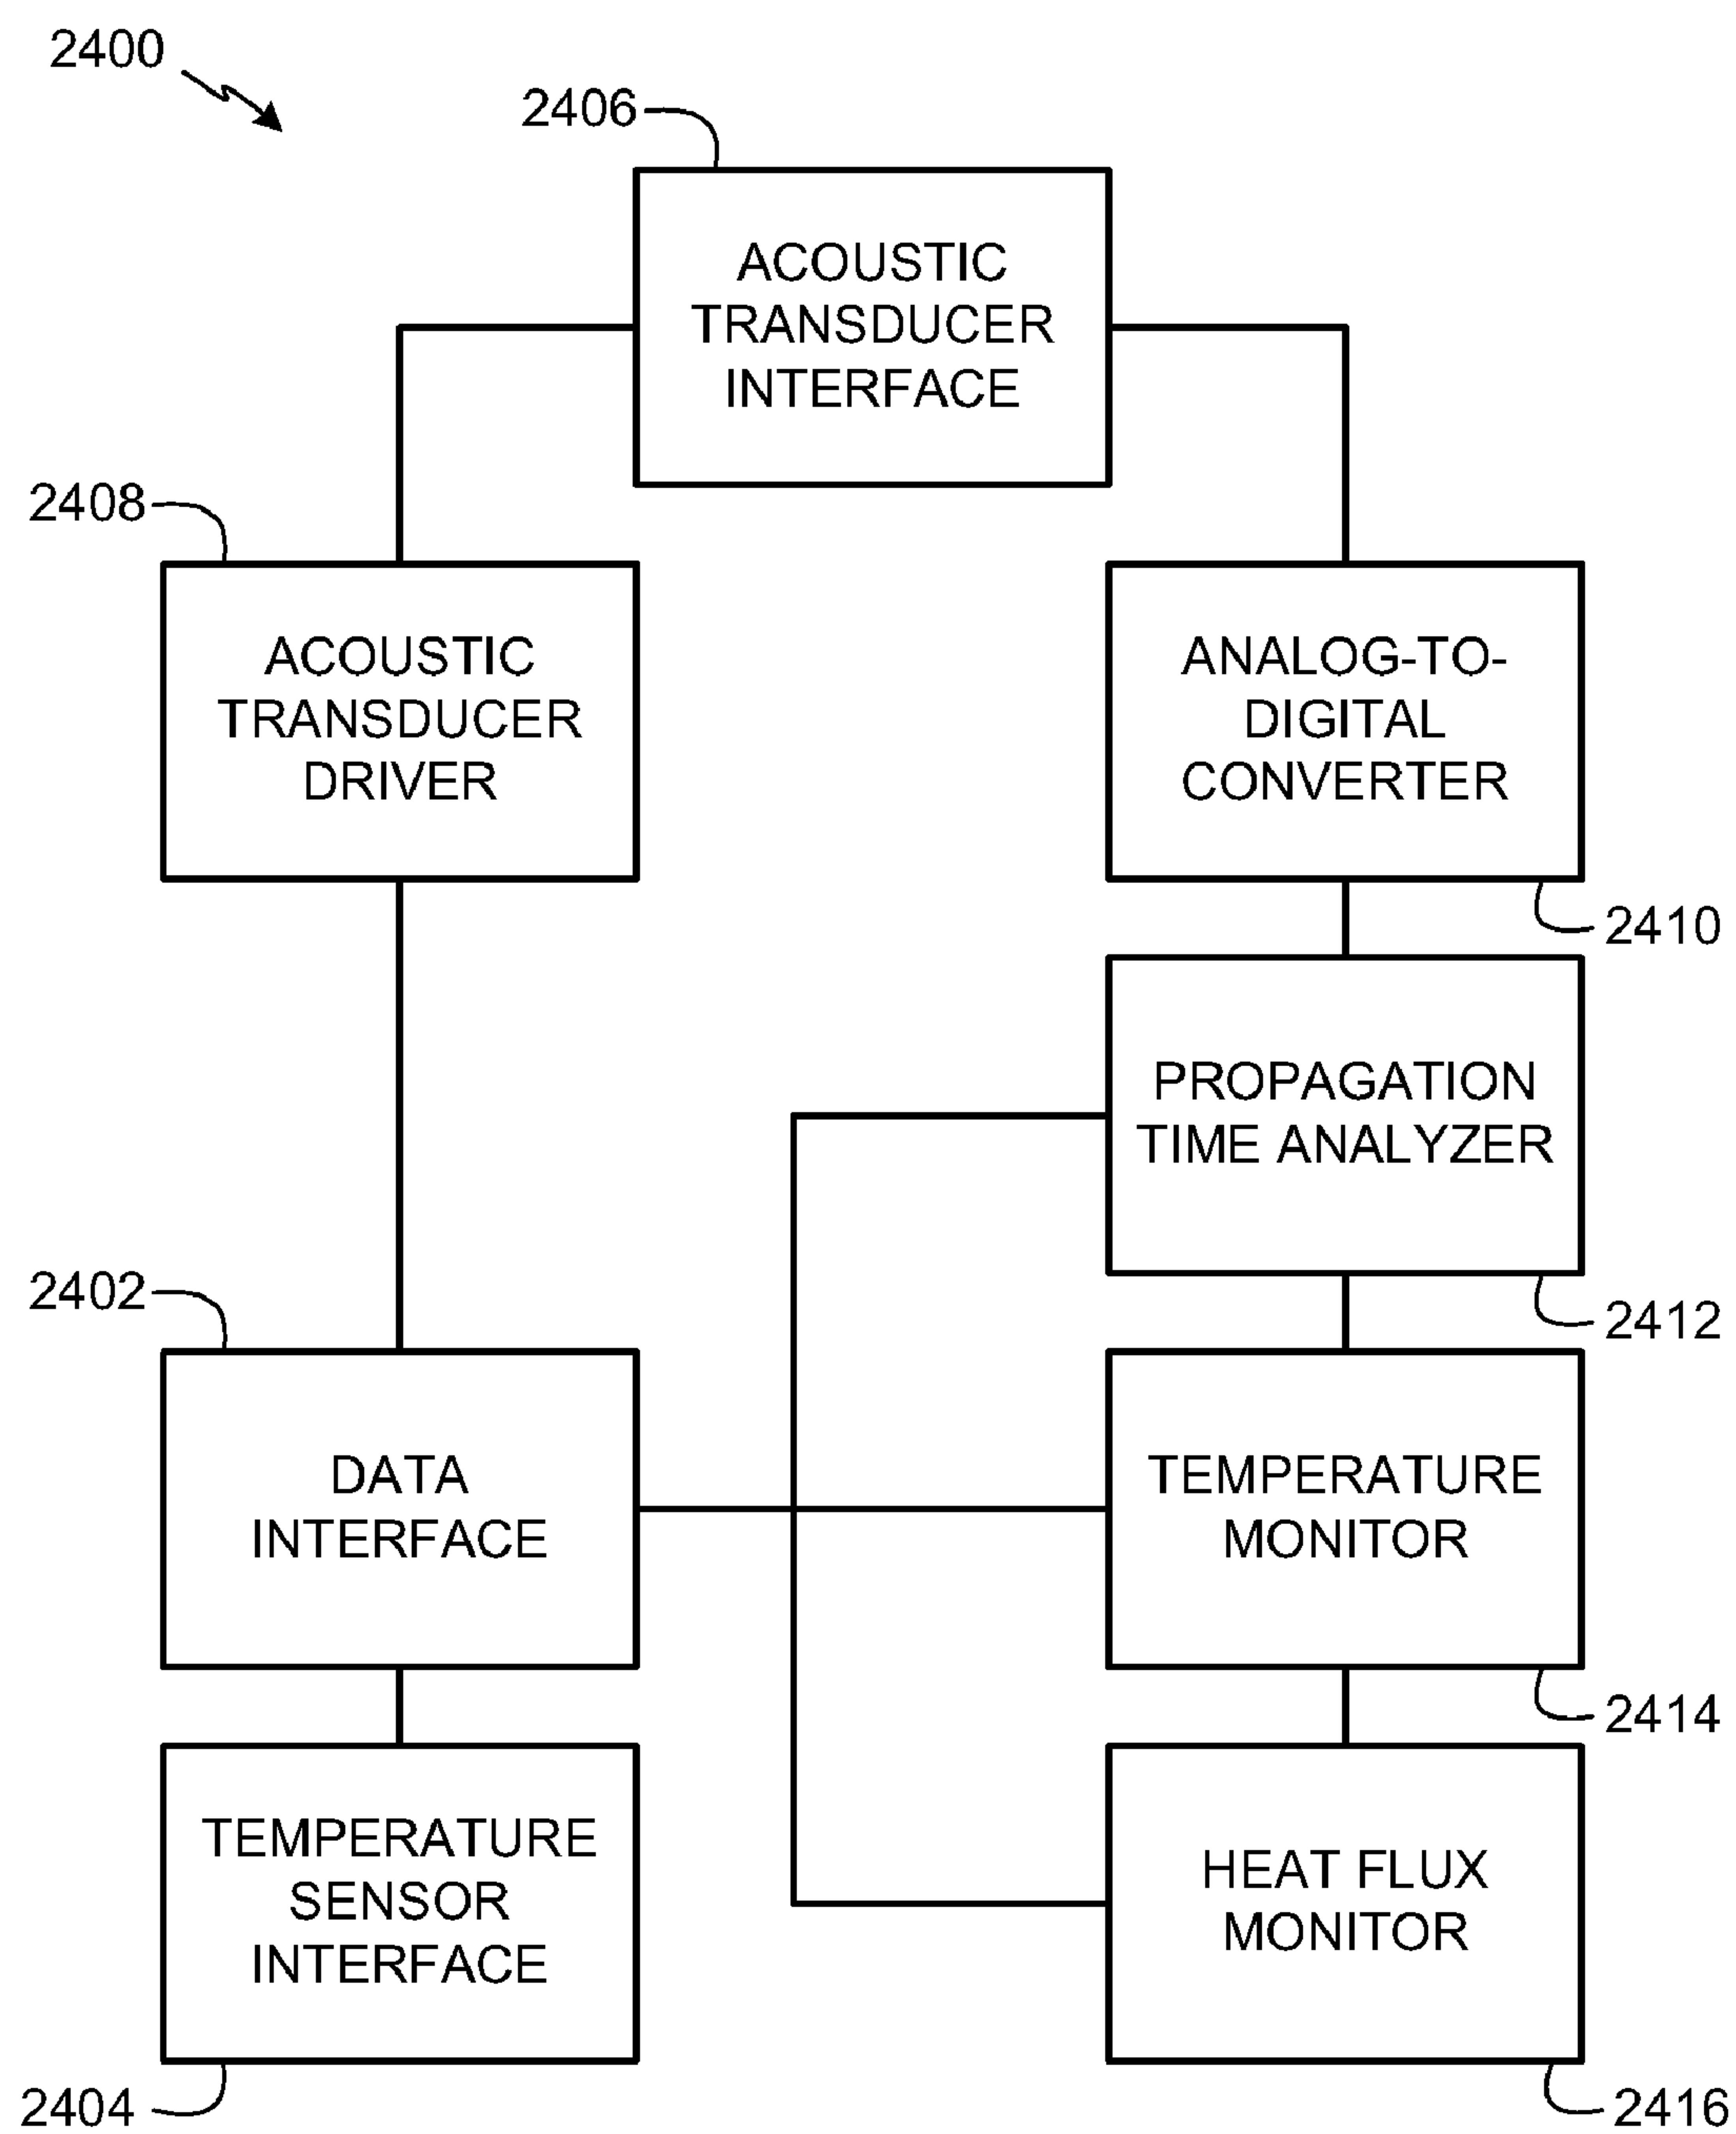 2400
2406
ACOUSTIC
TRANSDUCER
INTERFACE
2408
ACOUSTIC
TRANSDUCER
DRIVER
ANALOG-TO-
DIGITAL
CONVERTER
2410
PROPAGATION
TIME ANALYZER
2402
2412
DATA
INTERFACE
TEMPERATURE
MONITOR
2414
TEMPERATURE
SENSOR
INTERFACE
HEAT FLUX
MONITOR
2404
2416